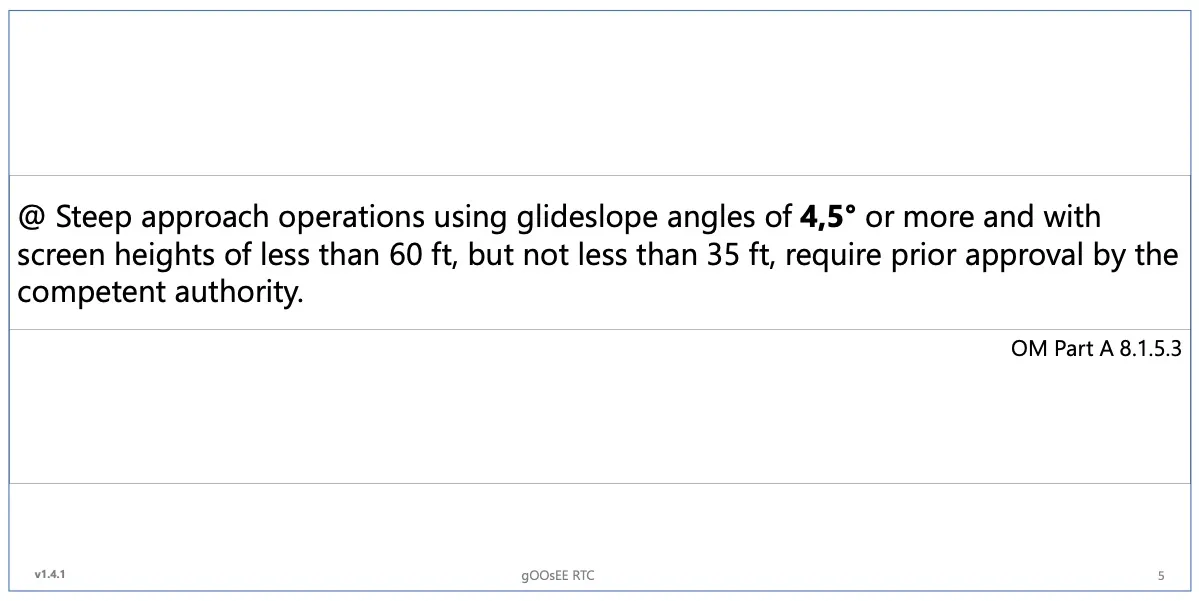 @ Steep approach operations using glideslope angles of 4,5° or more and with
screen heights of less than 60 ft, but not less than 35 ft, require prior approval by the
competent authority.
OM Part A 8.1.5.3
v1.4.1
gOOsEE RTC
5